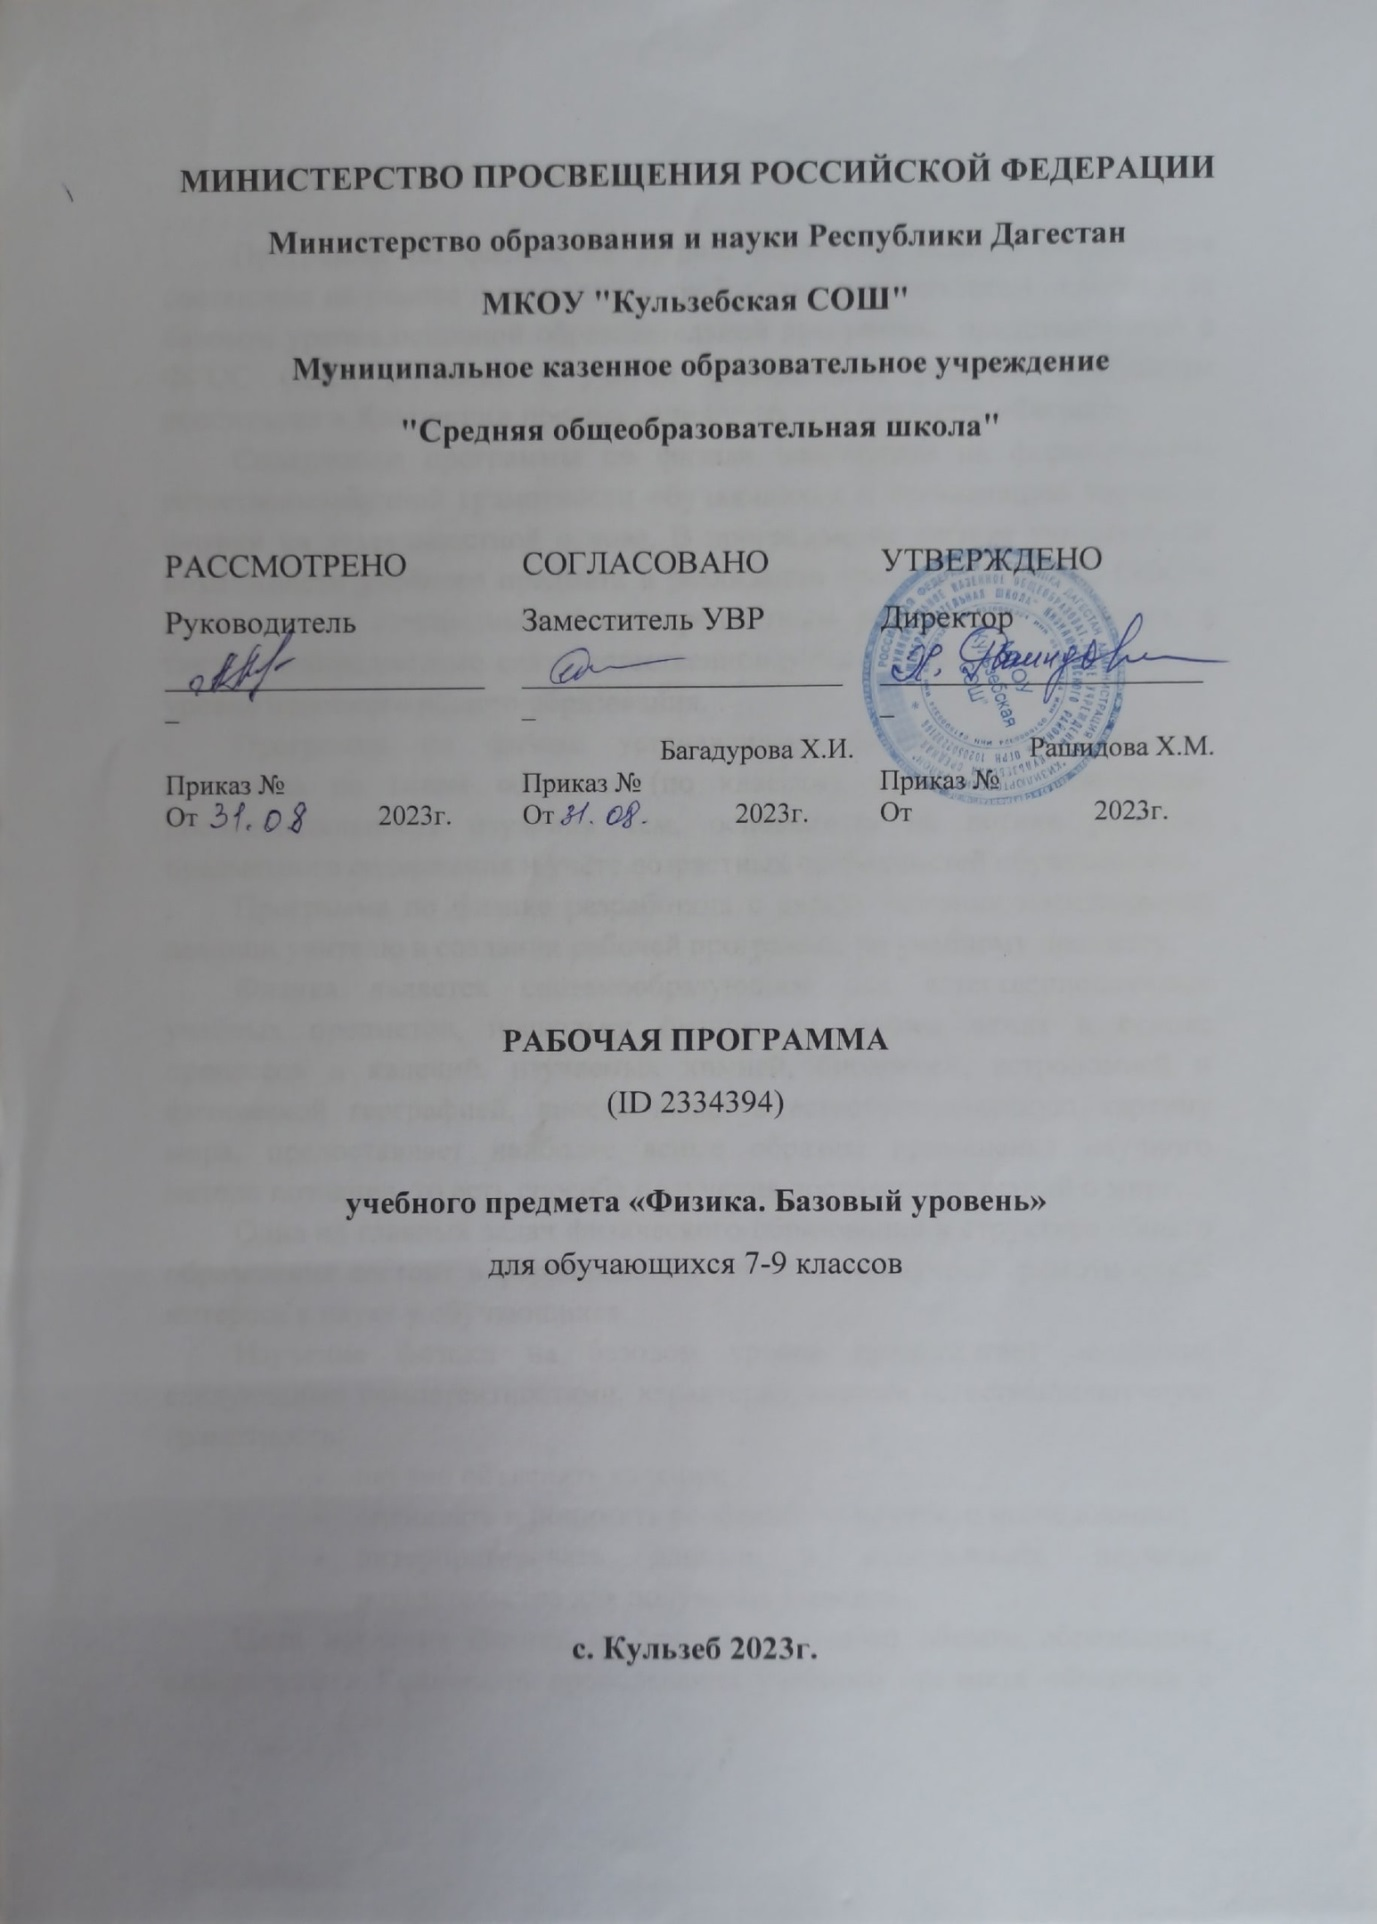 МИНИСТЕРСТВО ПРОСВЕЩЕНИЯ РОССИЙСКОЙ ФЕДЕРАЦИИ
Министерство образования и науки Республики Дагестан
МКОУ "Кульзебская СОШ"
Муниципальное казенное образовательное учреждение
"Средняя общеобразовательная школа"
РАССМОТРЕНО
Руководитель
Приказ №
От 31.08 2023г.
СОГЛАСОВАНО
Заместитель УВР
Багадурова Х.И.
Приказ №
От 31.08. 2023г.
УТВЕРЖДЕНО
Директор
Рашидова Х.М.
Приказ №
От 2023г.
РАБОЧАЯ ПРОГРАММА
(ID 2334394)
учебного предмета «Физика. Базовый уровень»
для обучающихся 7-9 классов
с. Кульзеб 2023г.